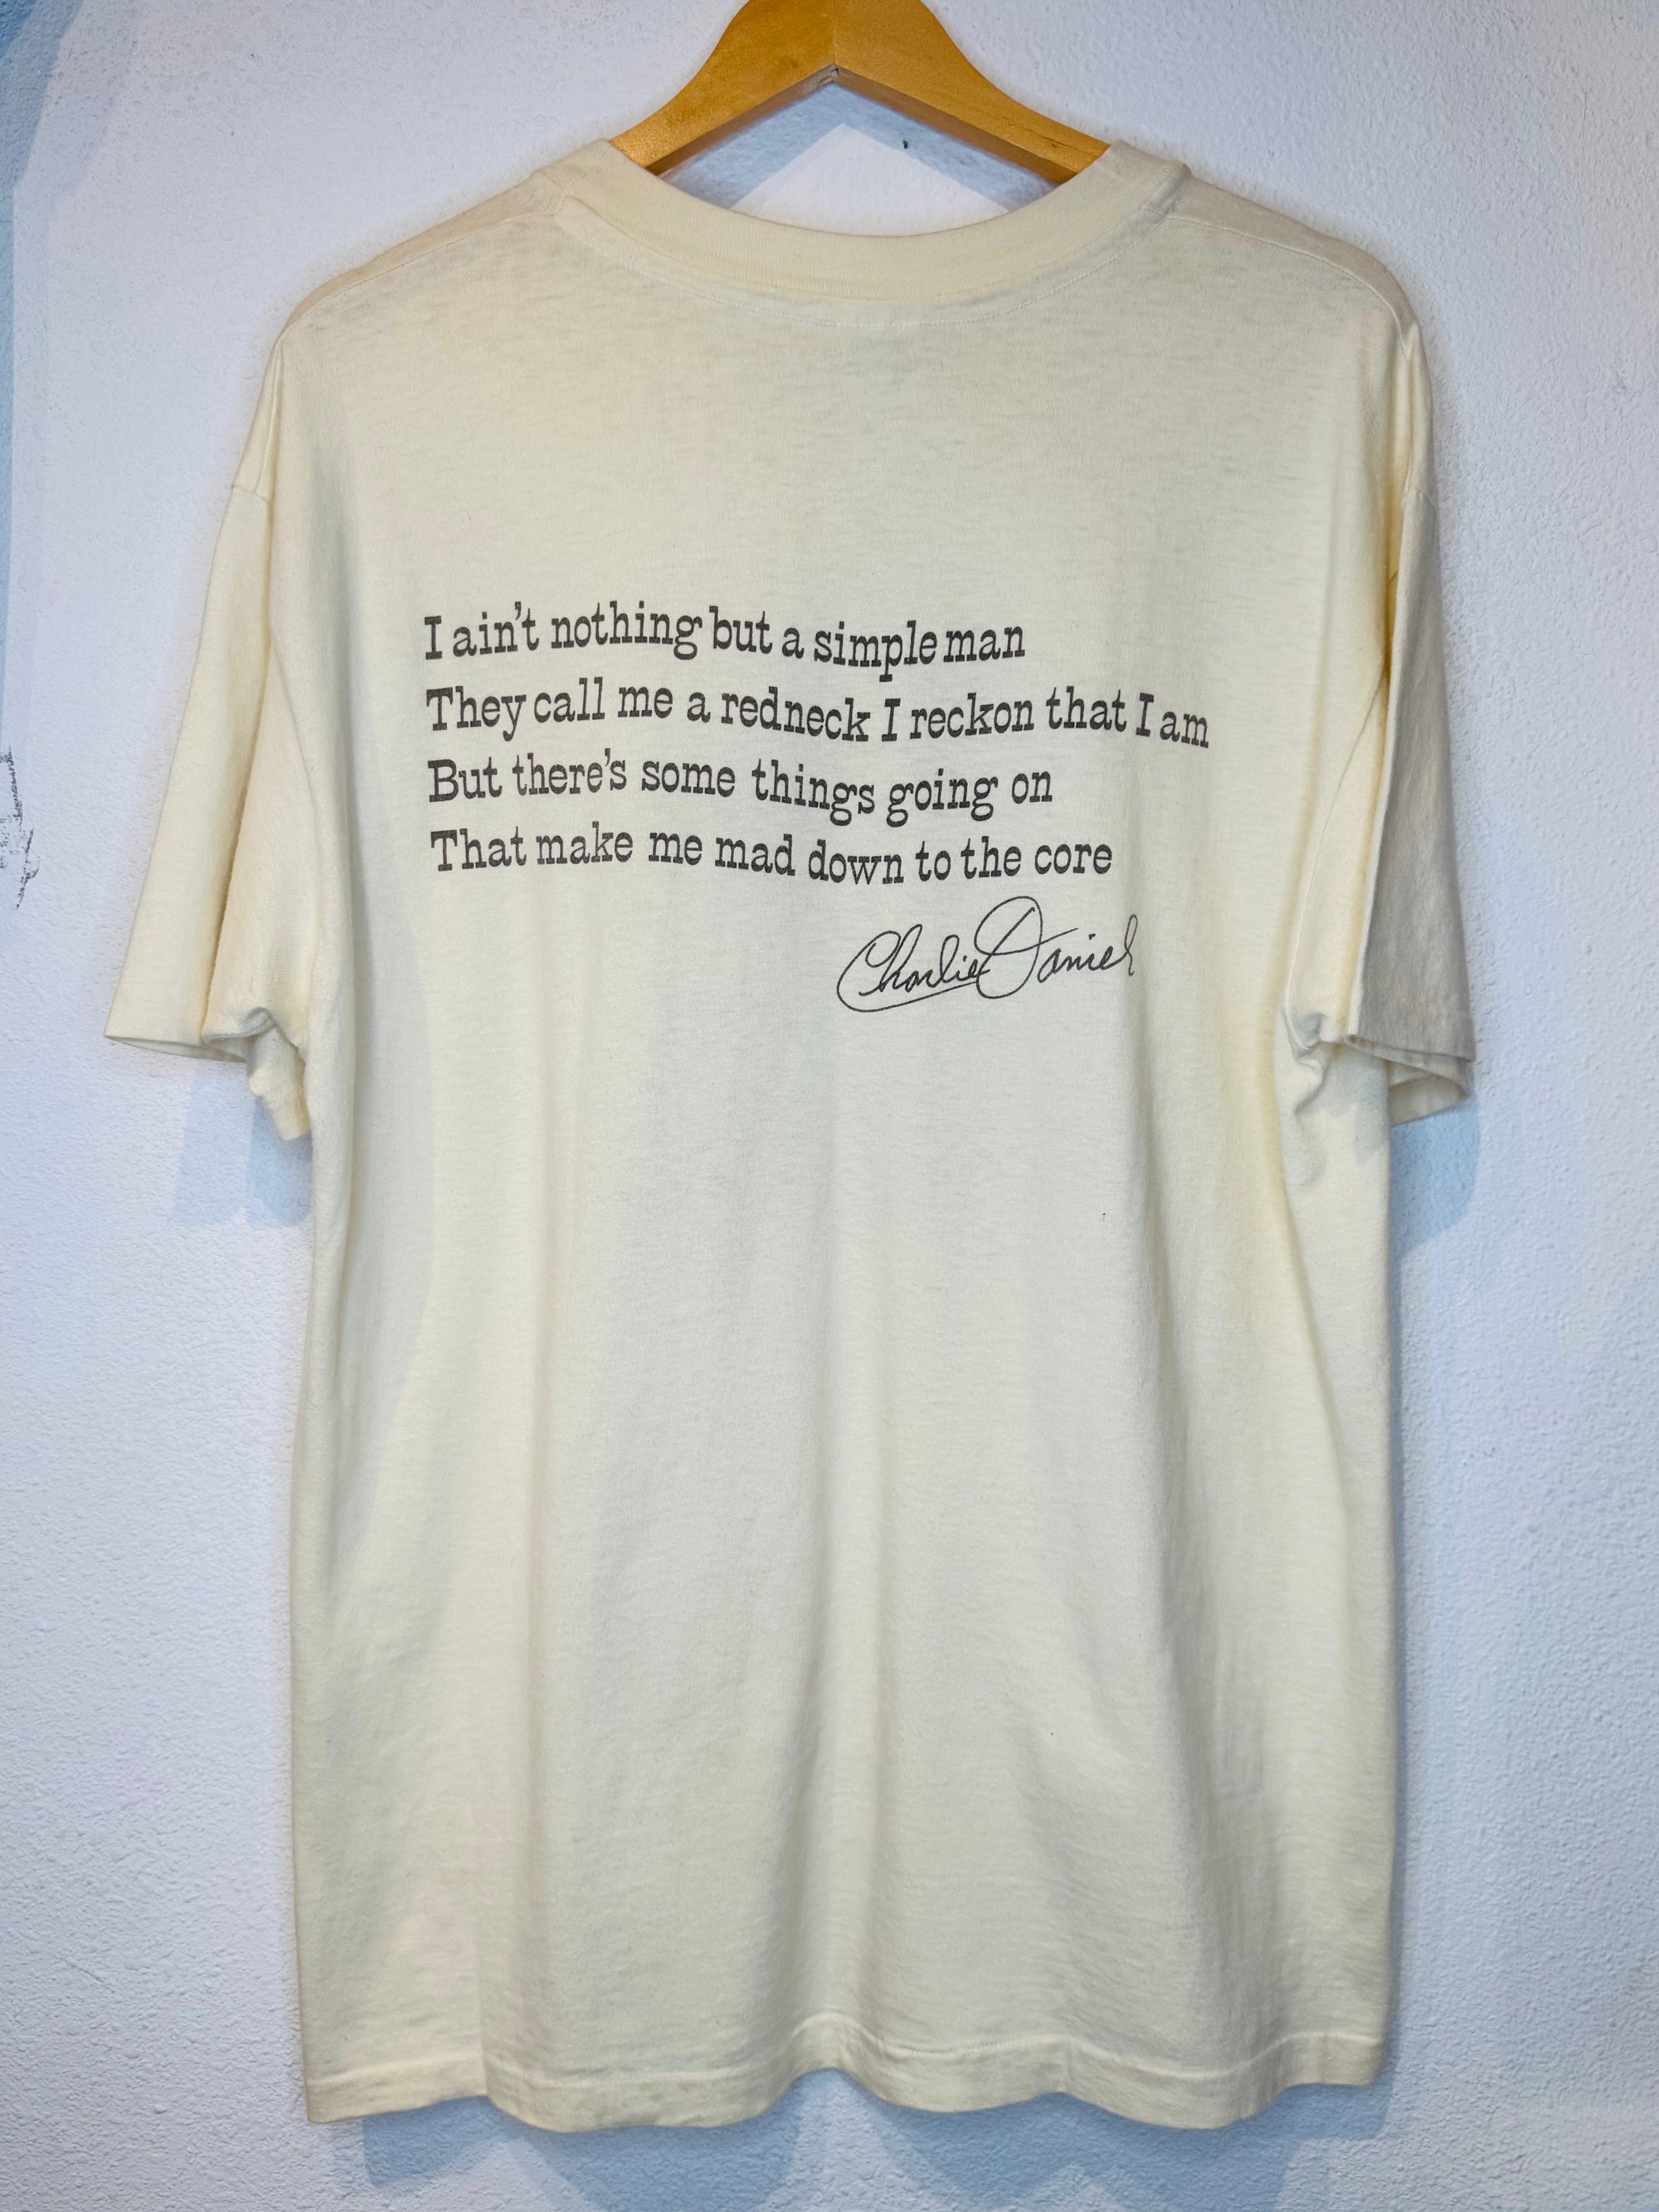 I ain't nothing but a simple man
They call me a redneck I reckon that I am
But there's some things going on
That make me mad down to the core
Charlie Daniels